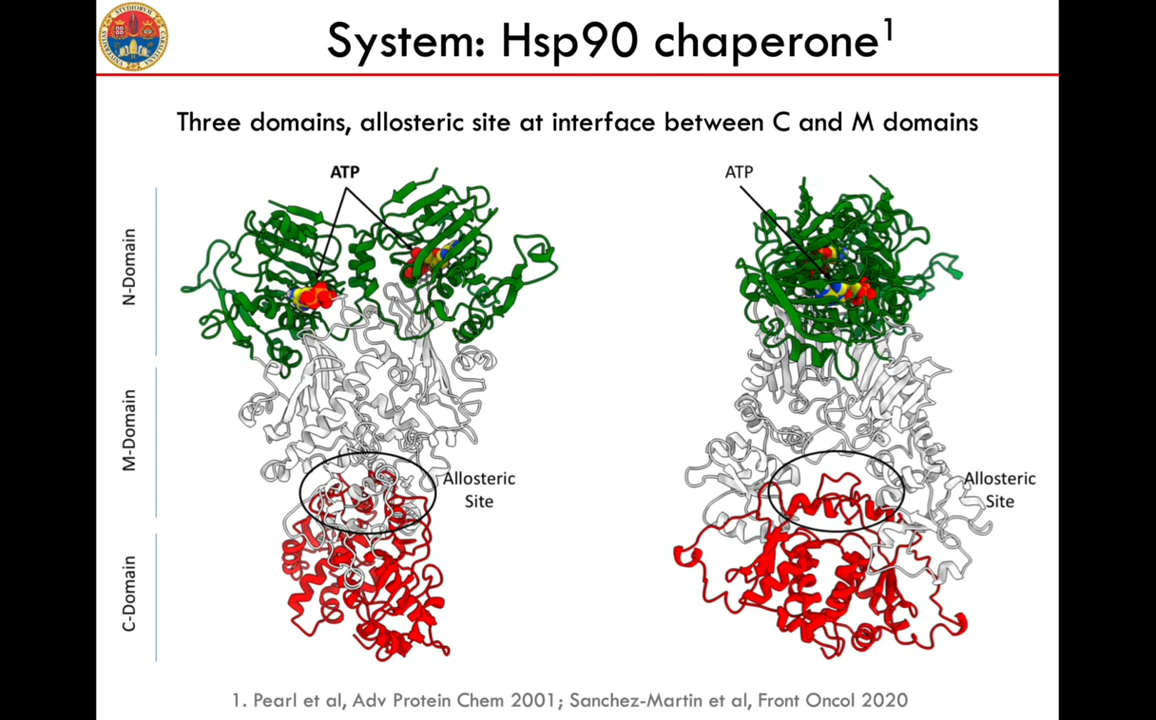 System: Hsp90 chaperone1
Three domains, allosteric site at interface between C and M domains
ATP
ATP
N-Domain
M-Domain
C-Domain
Allosteric
Site
Allosteric
Site
1. Pearl et al, Adv Protein Chem 2001; Sanchez-Martin et al, Front Oncol 2020